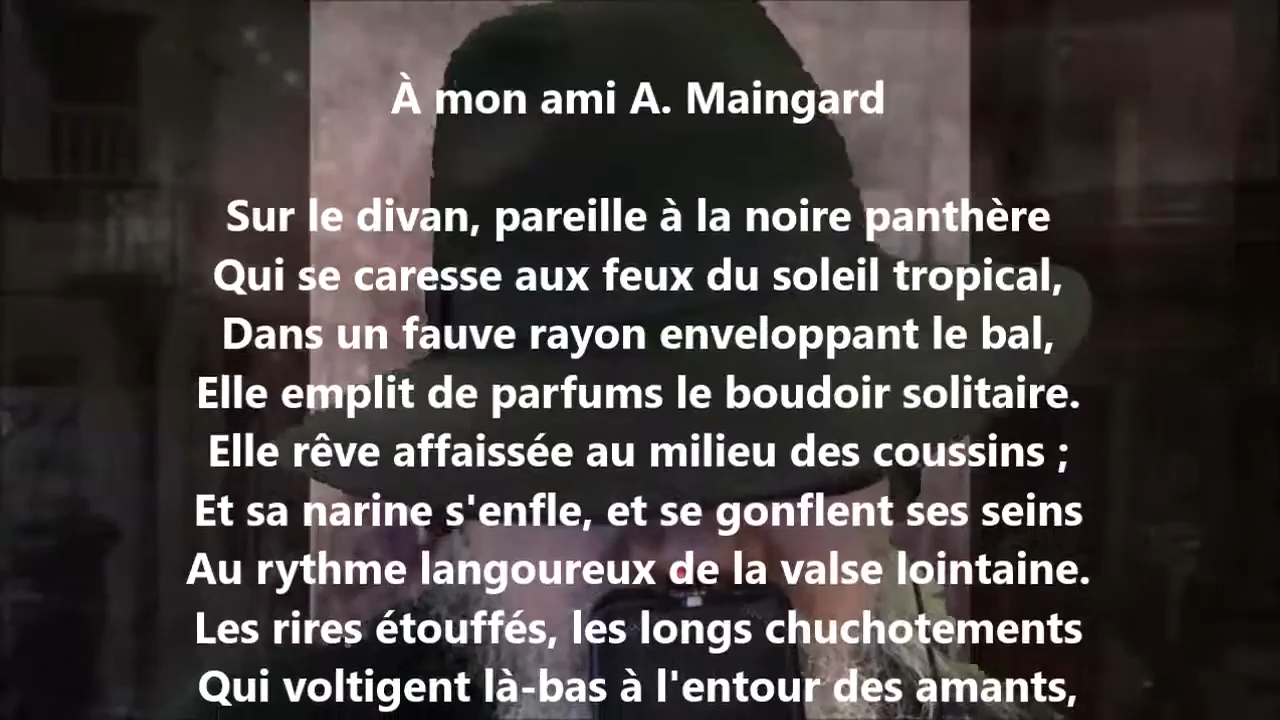 À mon ami A. Maingard
Sur le divan, pareille à la noire panthère
Qui se caresse aux feux du soleil tropical,
Dans un fauve rayon enveloppant le bal,
Elle emplit de parfums le boudoir solitaire.
Elle rêve affaissée au milieu des coussins ;
Et sa narine s'enfle, et se gonflent ses seins
Au rythme langoureux de la valse lointaine.
Les rires étouffés, les longs chuchotements
Qui voltigent là-bas à l'entour des amants,